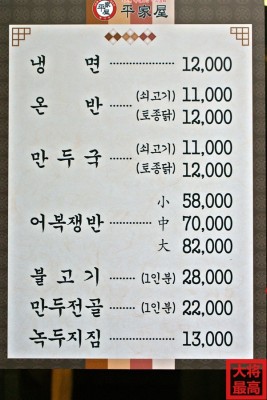 平家屋
냉면 ........................ 12,000
온반 (쇠고기) 11,000
(토종닭) 12,000
만두국 ........ (쇠고기) 11,000
(토종닭) 12,000
小 58,000
어복쟁반 ............ 中 70,000
大 82,000
불고기 ......... (1인분) 28,000
만두전골 ........ (1인분) 22,000
녹두지짐 .................. 13,000
大将
最高